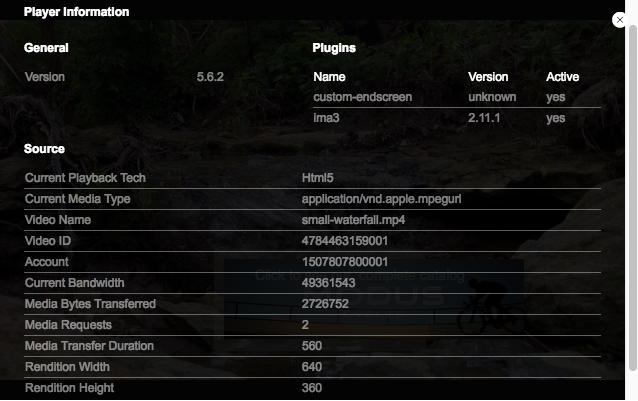 Player Information
General
Version 5.6.2
Plugins
Name Version Active
custom-endscreen unknown yes
ima3 2.11.1 yes
Source
Current Playback Tech Html5
Current Media Type application/vnd.apple.mpegurl
Video Name small-waterfall.mp4
Video ID 4784463159001
Account 1507807800001
Current Bandwidth 49361543
Media Bytes Transferred 2726752
Media Requests 2
Media Transfer Duration 560
Rendition Width 640
Rendition Height 360